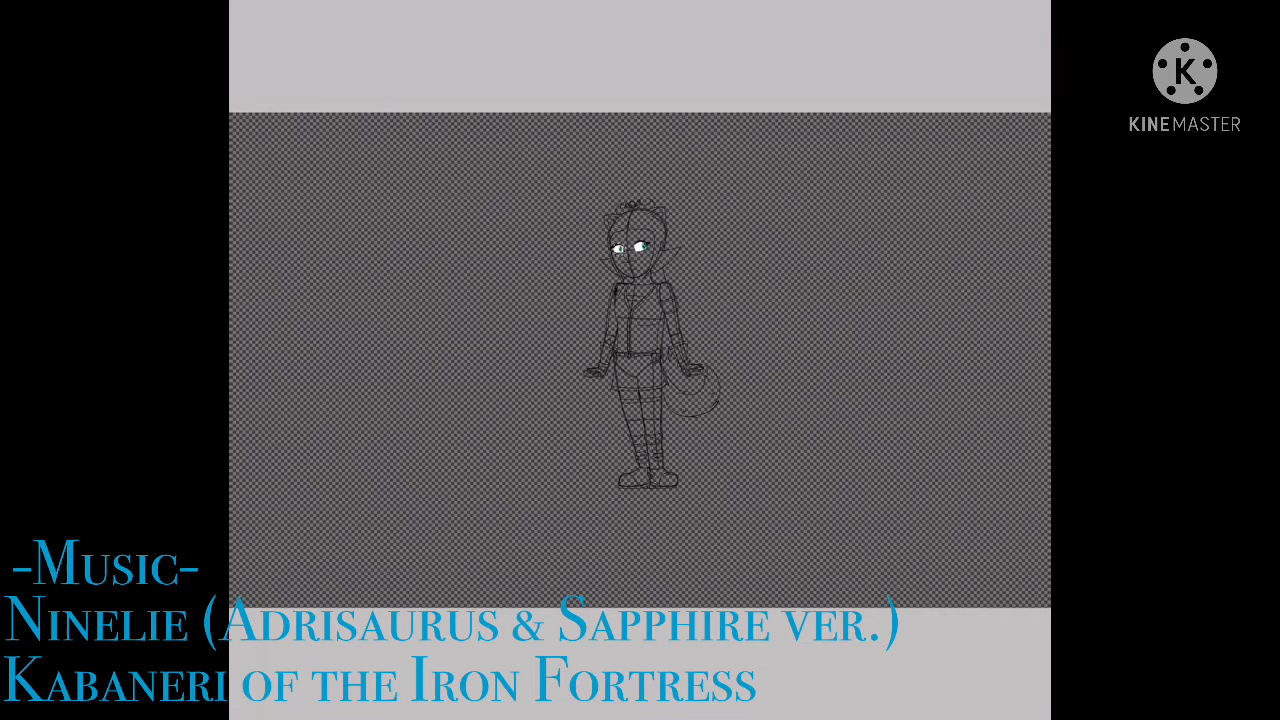 K
KINEMASTER
-Music-
Ninelie (Adrisaurus & Sapphire ver.)
Kabaneri of the Iron Fortress